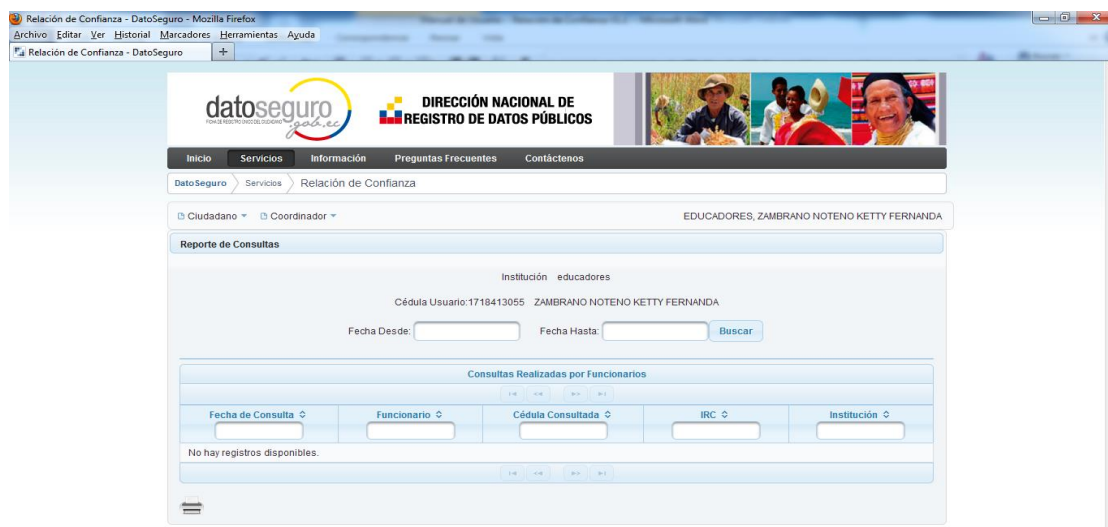 Relación de Confianza - DatoSeguro - Mozilla Firefox
Archivo Editar Ver Historial Marcadores Herramientas Ayuda
Relación de Confianza - DatoSeguro +
datoseguro
.gob.ec
DIRECCIÓN NACIONAL DE
REGISTRO DE DATOS PÚBLICOS
Inicio Servicios Información Preguntas Frecuentes Contáctenos
DatoSeguro Servicios Relación de Confianza
Ciudadano Coordinador EDUCADORES, ZAMBRANO NOTENO KETTY FERNANDA
Reporte de Consultas
Institución educadores
Cédula Usuario:1718413055 ZAMBRANO NOTENO KETTY FERNANDA
Fecha Desde: Fecha Hasta: Buscar
Consultas Realizadas por Funcionarios
Fecha de Consulta Funcionario Cédula Consultada IRC Institución
No hay registros disponibles.